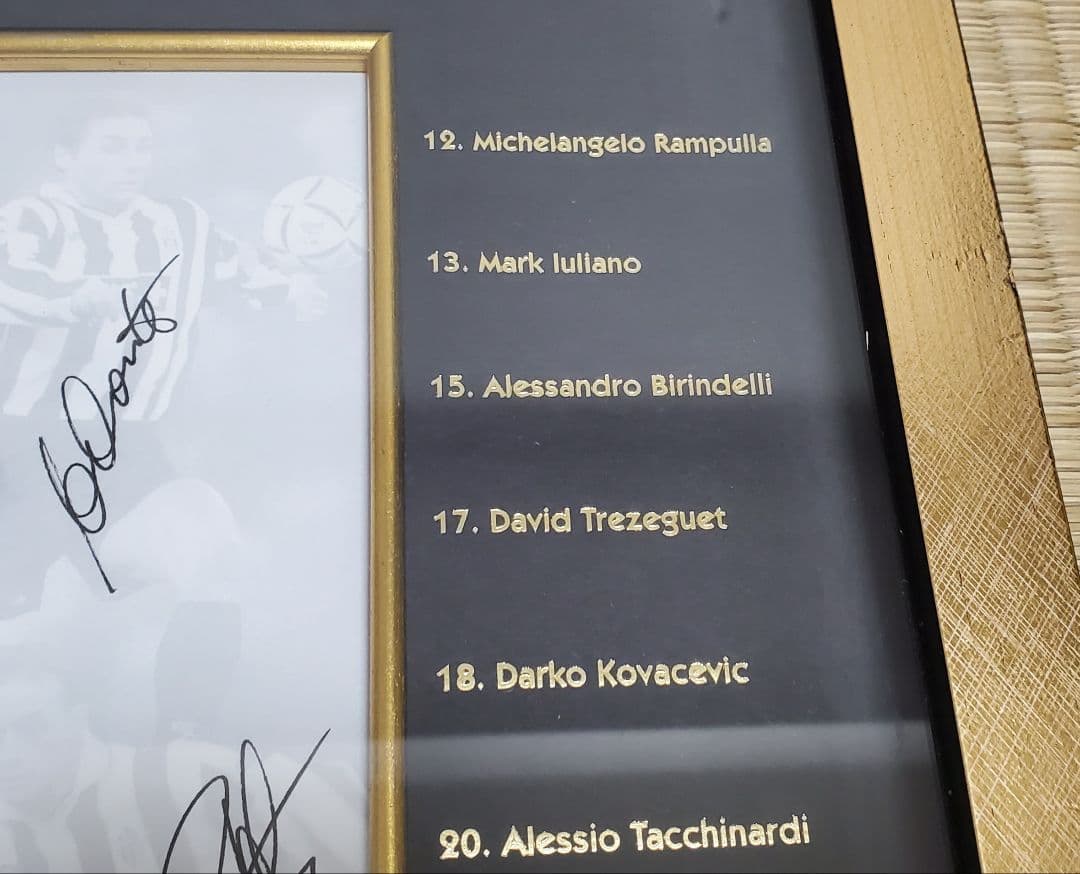 12. Michelangelo Rampulla
13. Mark Iuliano
15. Alessandro Birindelli
17. David Trezeguet
18. Darko Kovacevic
20. Alessio Tacchinardi